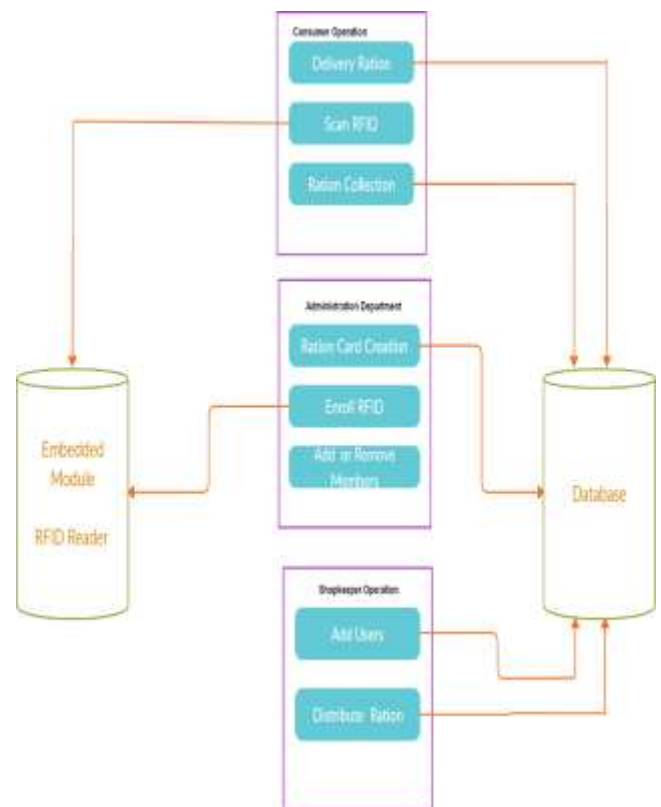 Consumer Operation
Delivery Ration
Scan RFID
Ration Collection
Administration Department
Ration Card Creation
Enroll RFID
Add or Remove
Members
Embedded
Module
RFID Reader
Database
Shopkeeper Operation
Add Users
Distribute Ration